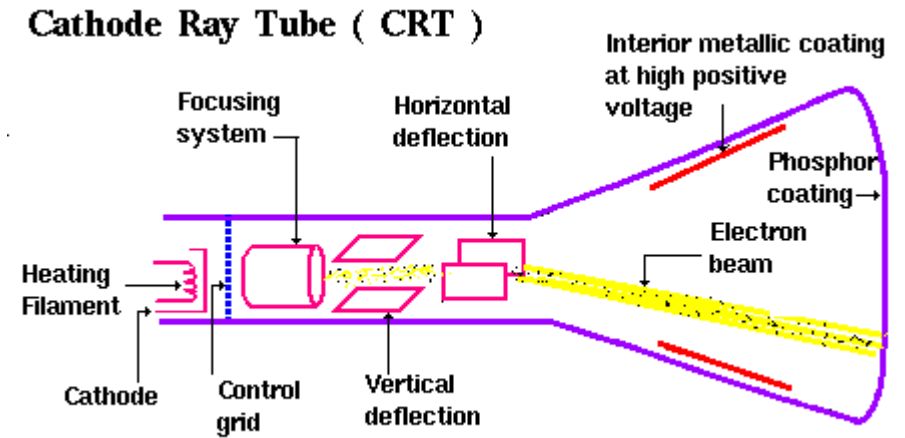 Cathode Ray Tube ( CRT )
Interior metallic coating
at high positive
voltage
Focusing
system
Horizontal
deflection
Phosphor
coating
Electron
beam
Heating
Filament
Cathode
Control
grid
Vertical
deflection